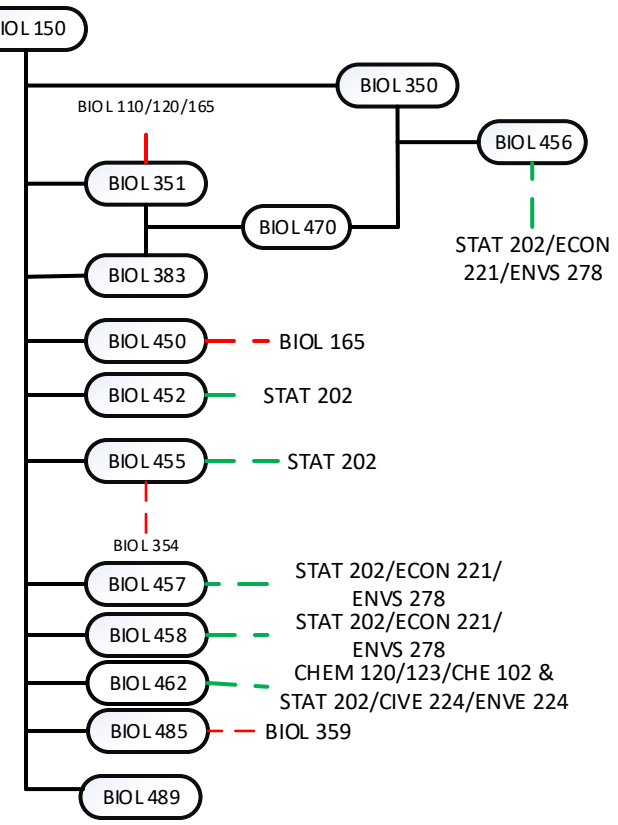 IOL 150
BIOL 350
BIOL 110/120/165
BIOL 456
BIOL 351
BIOL 470
STAT 202/ECON
221/ENVS 278
BIOL 383
BIOL 450
BIOL 165
BIOL 452
STAT 202
BIOL 455
STAT 202
BIOL 354
BIOL 457
STAT 202/ECON 221/
ENVS 278
BIOL 458
STAT 202/ECON 221/
ENVS 278
BIOL 462
CHEM 120/123/CHE 102 &
STAT 202/CIVE 224/ENVE 224
BIOL 485
BIOL 359
BIOL 489